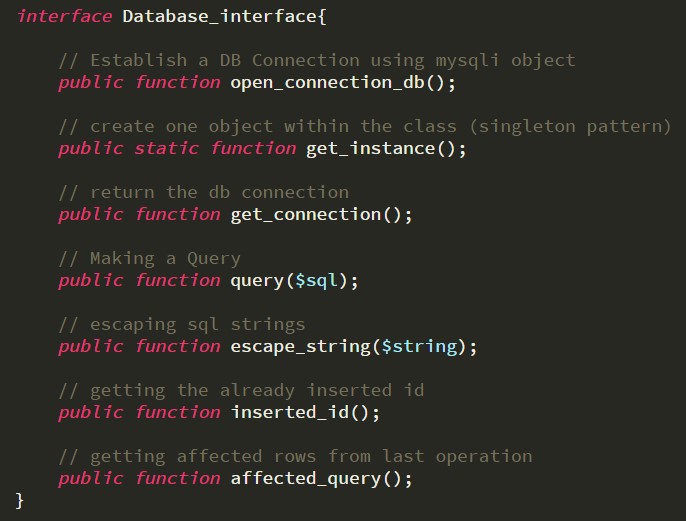 interface Database_interface{
// Establish a DB Connection using mysqli object
public function open_connection_db();
// create one object within the class (singleton pattern)
public static function get_instance();
// return the db connection
public function get_connection();
// Making a Query
public function query($sql);
// escaping sql strings
public function escape_string($string);
// getting the already inserted id
public function inserted_id();
// getting affected rows from last operation
public function affected_query();
}